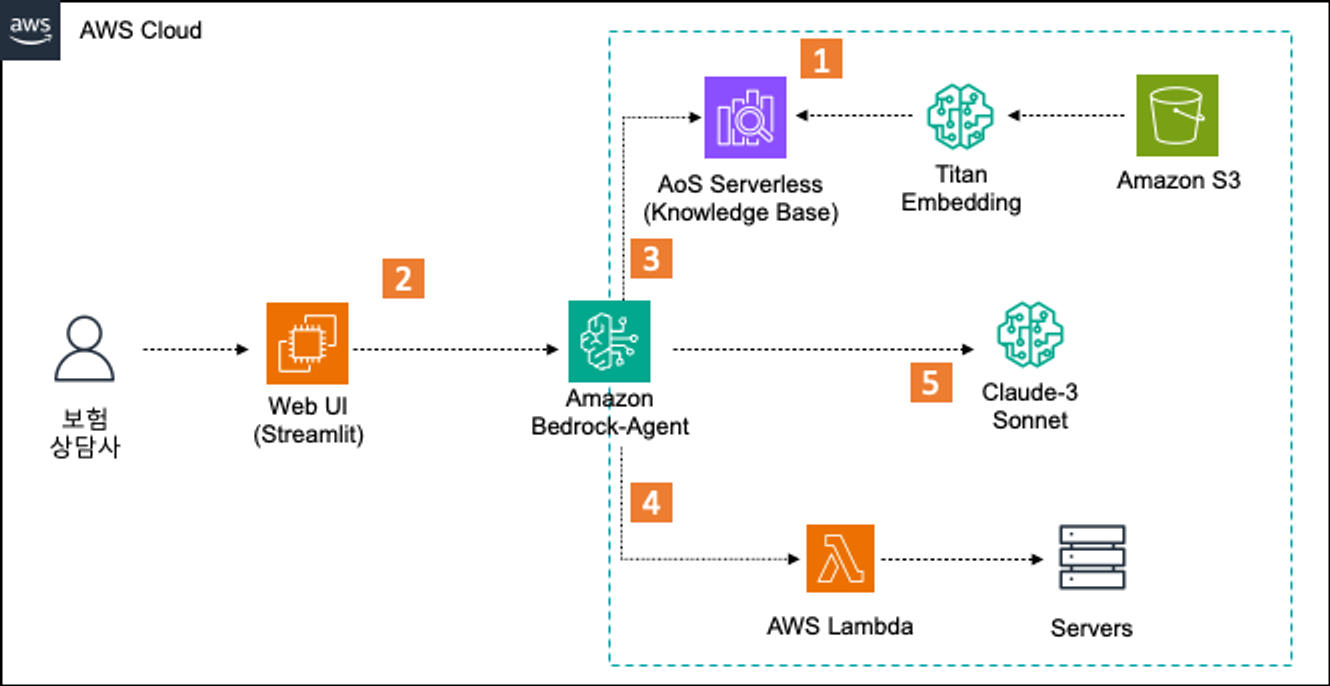 aws
AWS Cloud
1
AoS Serverless
(Knowledge Base)
Titan
Embedding
Amazon S3
3
2
보험
상담사
Web UI
(Streamlit)
Amazon
Bedrock-Agent
5
Claude-3
Sonnet
4
AWS Lambda
Servers